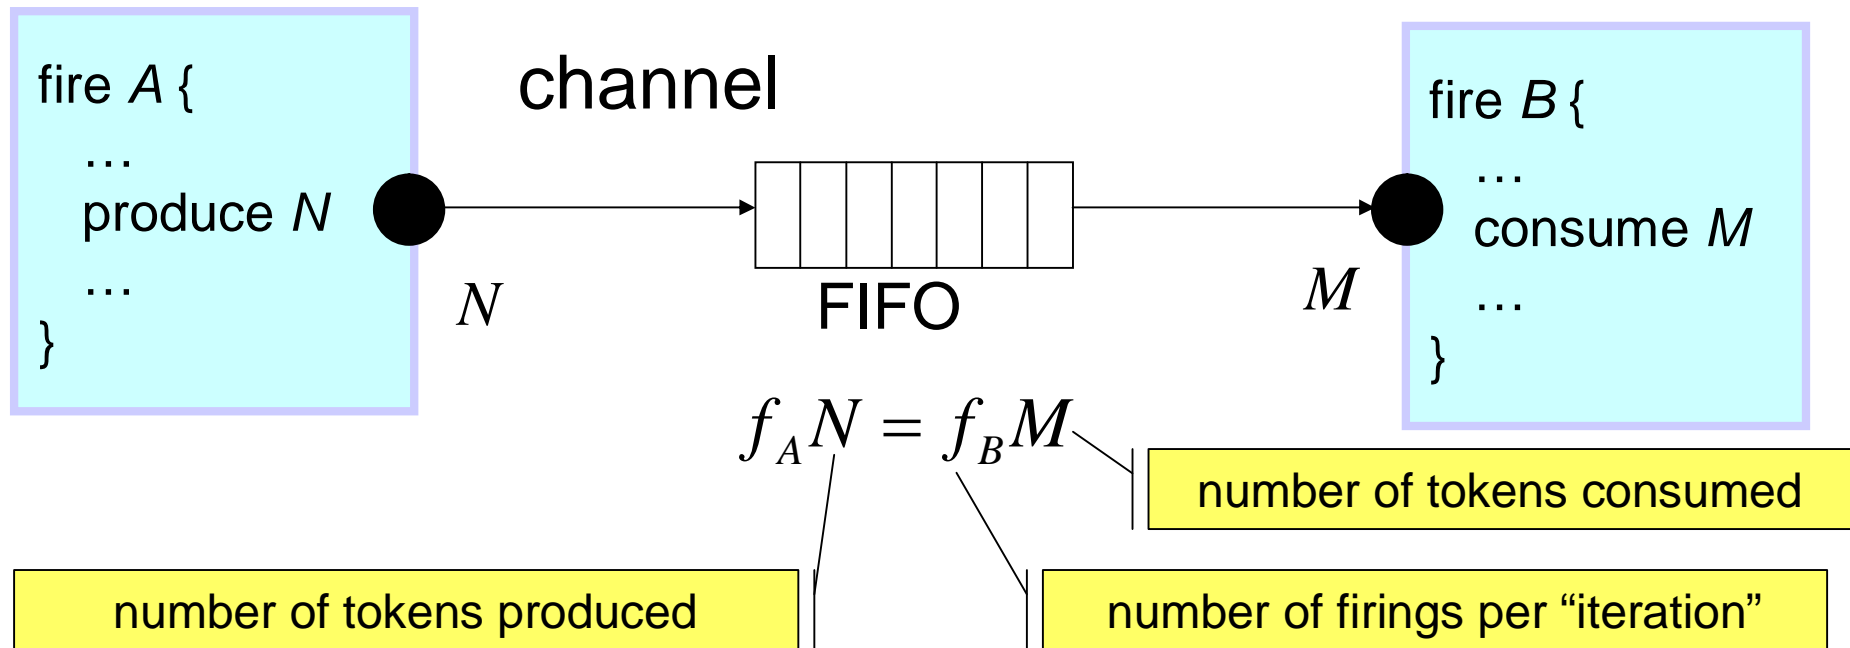 fire A {
…
produce N
…
}
channel
FIFO
N
M
fire B {
…
consume M
…
}
f_A N = f_B M
number of tokens consumed
number of tokens produced
number of firings per “iteration”